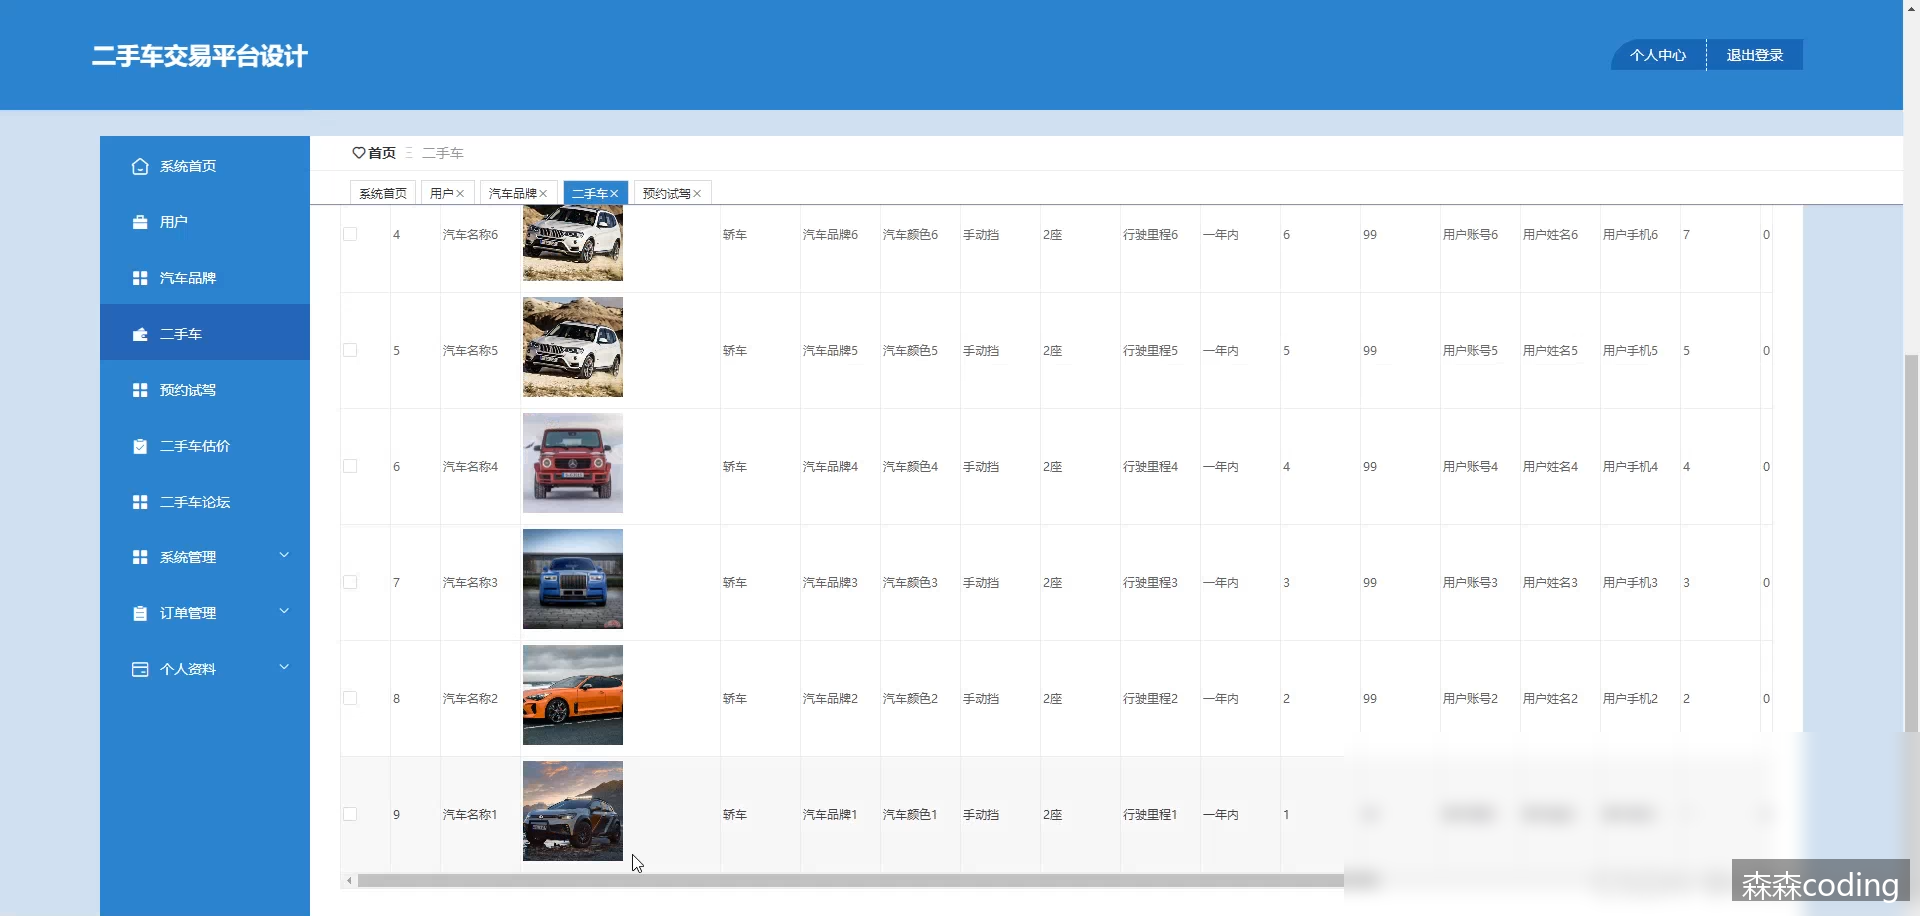 二手车交易平台设计
个人中心 退出登录
首页 二手车
系统首页 用户 汽车品牌 二手车 预约试驾
系统首页
用户
汽车品牌
二手车
预约试驾
二手车估价
二手车论坛
系统管理
订单管理
个人资料
4 汽车名称6 轿车 汽车品牌6 汽车颜色6 手动挡 2座 行驶里程6 一年内 6 99 用户账号6 用户姓名6 用户手机6 7 0
5 汽车名称5 轿车 汽车品牌5 汽车颜色5 手动挡 2座 行驶里程5 一年内 5 99 用户账号5 用户姓名5 用户手机5 5 0
6 汽车名称4 轿车 汽车品牌4 汽车颜色4 手动挡 2座 行驶里程4 一年内 4 99 用户账号4 用户姓名4 用户手机4 4 0
7 汽车名称3 轿车 汽车品牌3 汽车颜色3 手动挡 2座 行驶里程3 一年内 3 99 用户账号3 用户姓名3 用户手机3 3 0
8 汽车名称2 轿车 汽车品牌2 汽车颜色2 手动挡 2座 行驶里程2 一年内 2 99 用户账号2 用户姓名2 用户手机2 2 0
9 汽车名称1 轿车 汽车品牌1 汽车颜色1 手动挡 2座 行驶里程1 一年内 1
森森coding